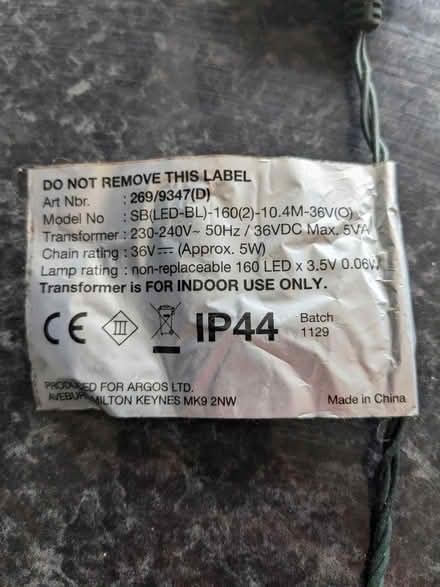 DO NOT REMOVE THIS LABEL
Art Nbr. : 269/9347(D)
Model No : SB(LED-BL)-160(2)-10.4M-36V(O)
Transformer : 230-240V~ 50Hz / 36VDC Max. 5VA
Chain rating : 36V⎓ (Approx. 5W)
Lamp rating : non-replaceable 160 LED x 3.5V 0.06W
Transformer is FOR INDOOR USE ONLY.
CE III IP44 Batch
1129
PRODUCED FOR ARGOS LTD.
AVEBURY MILTON KEYNES MK9 2NW
Made in China